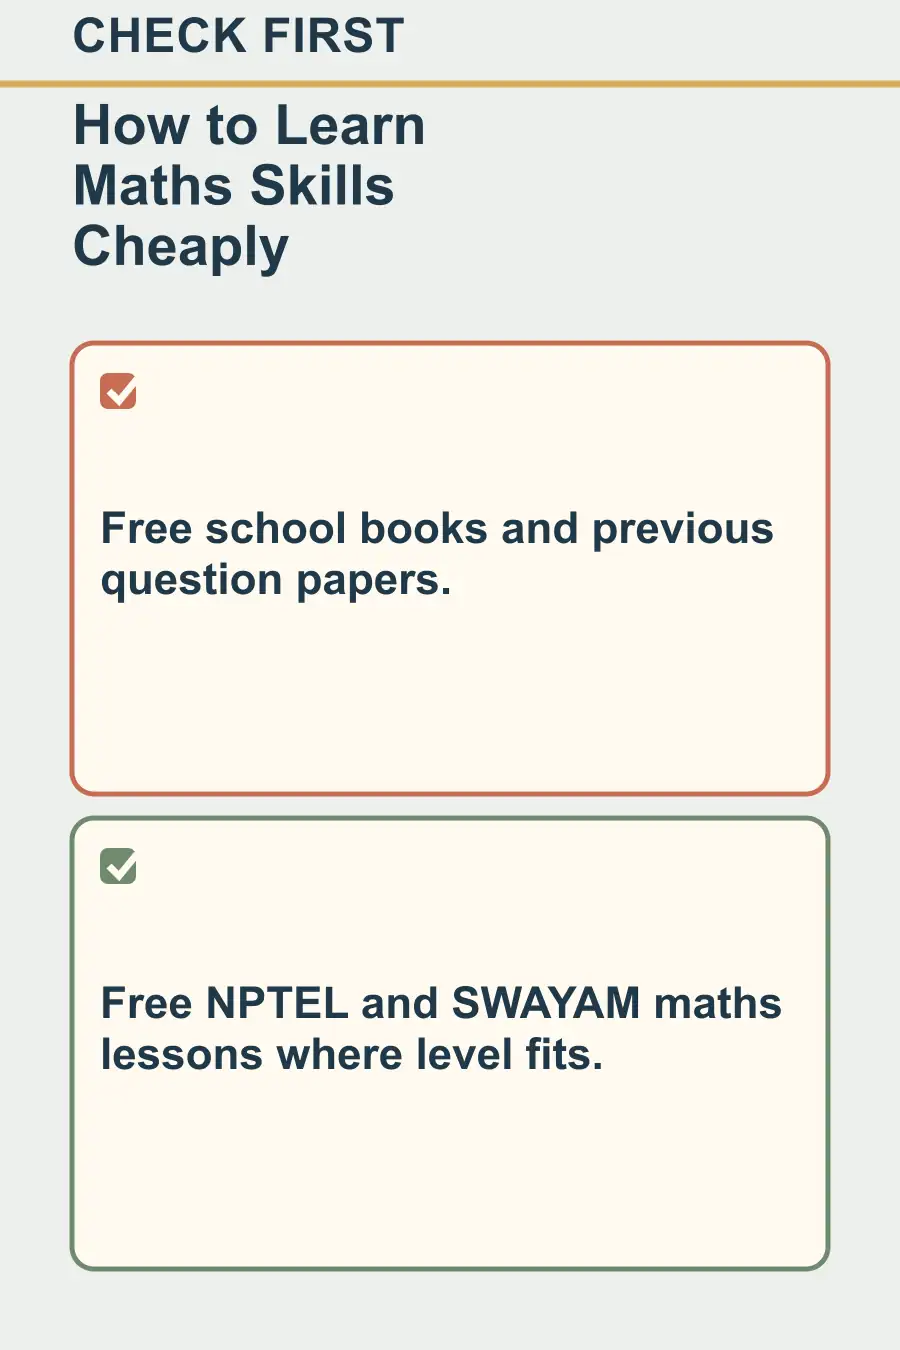 CHECK FIRST
How to Learn
Maths Skills
Cheaply
Free school books and previous
question papers.
Free NPTEL and SWAYAM maths
lessons where level fits.